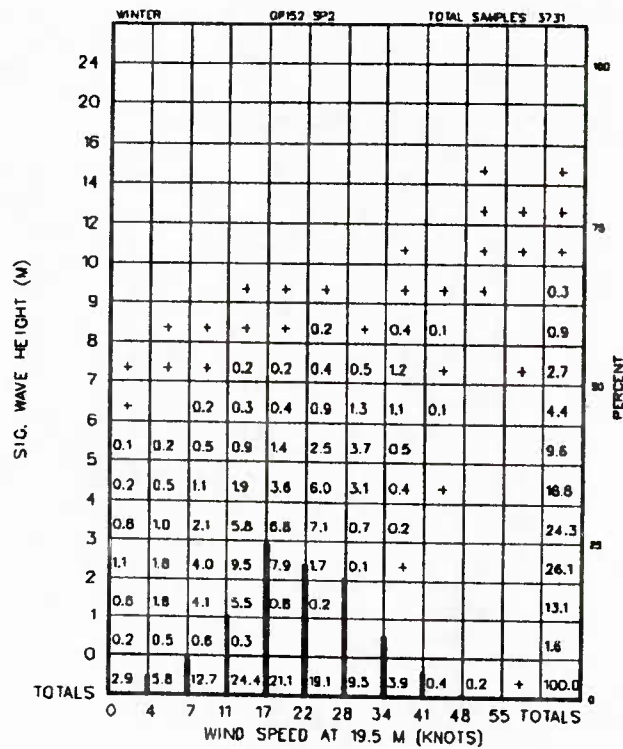 WINTER GP152 SP2 TOTAL SAMPLES 3731
24 100
20
16
14 + +
12 + + + 75
10 + + + +
9 + + + + + + 0.3
8 + + + + 0.2 + 0.4 0.1 0.9
7 + + + 0.2 0.2 0.4 0.5 1.2 + + 2.7
50
6 + 0.2 0.3 0.4 0.9 1.3 1.1 0.1 4.4
5 0.1 0.2 0.5 0.9 1.4 2.5 3.7 0.5 9.6
4 0.2 0.5 1.1 1.9 3.6 6.0 3.1 0.4 + 16.8
3 0.8 1.0 2.1 5.8 6.8 7.1 0.7 0.2 24.3
25
2 1.1 1.8 4.0 9.5 7.9 1.7 0.1 + 26.1
1 0.6 1.8 4.1 5.5 0.8 0.2 13.1
0 0.2 0.5 0.6 0.3 1.6
TOTALS 2.9 5.8 12.7 24.4 21.1 19.1 9.5 3.9 0.4 0.2 + 100.0
0
0 4 7 11 17 22 28 34 41 48 55 TOTALS
WIND SPEED AT 19.5 M (KNOTS)
SIG. WAVE HEIGHT (M)
PERCENT